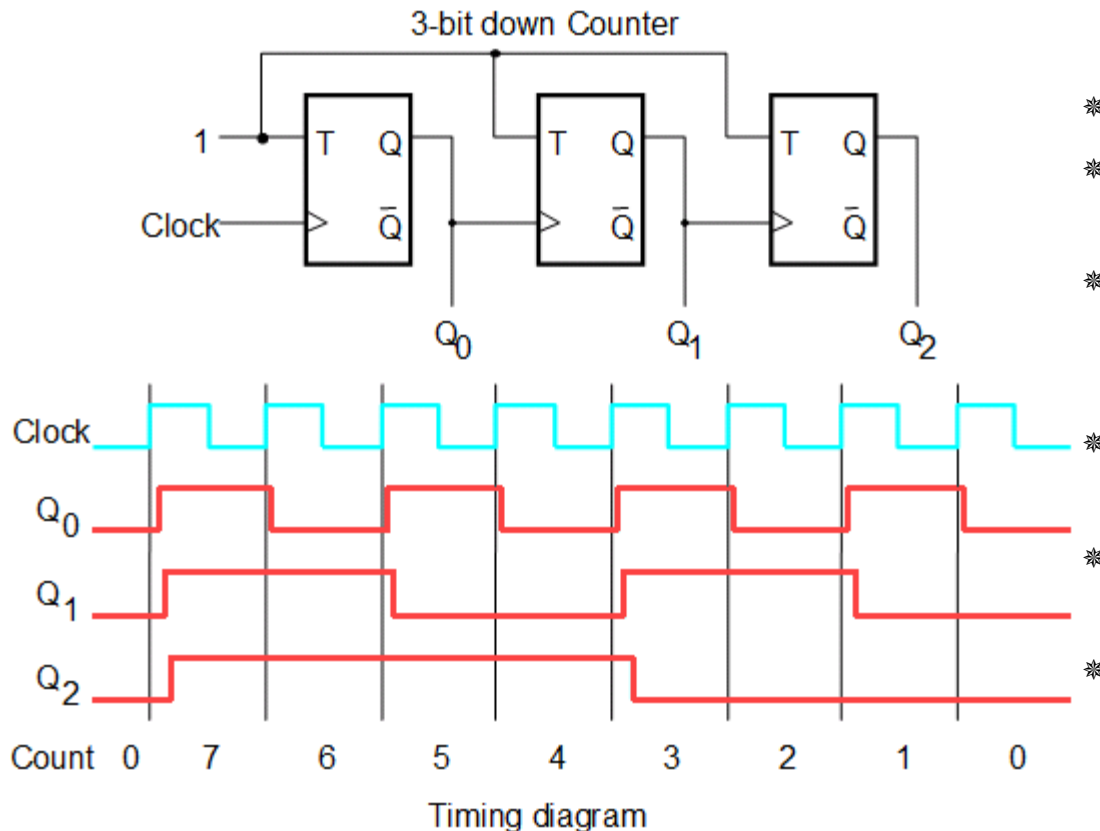 3-bit down Counter
1 T Q T Q T Q
Clock Q̅ Q̅ Q̅
Q0 Q1 Q2
Clock
Q0
Q1
Q2
Count 0 7 6 5 4 3 2 1 0
Timing diagram